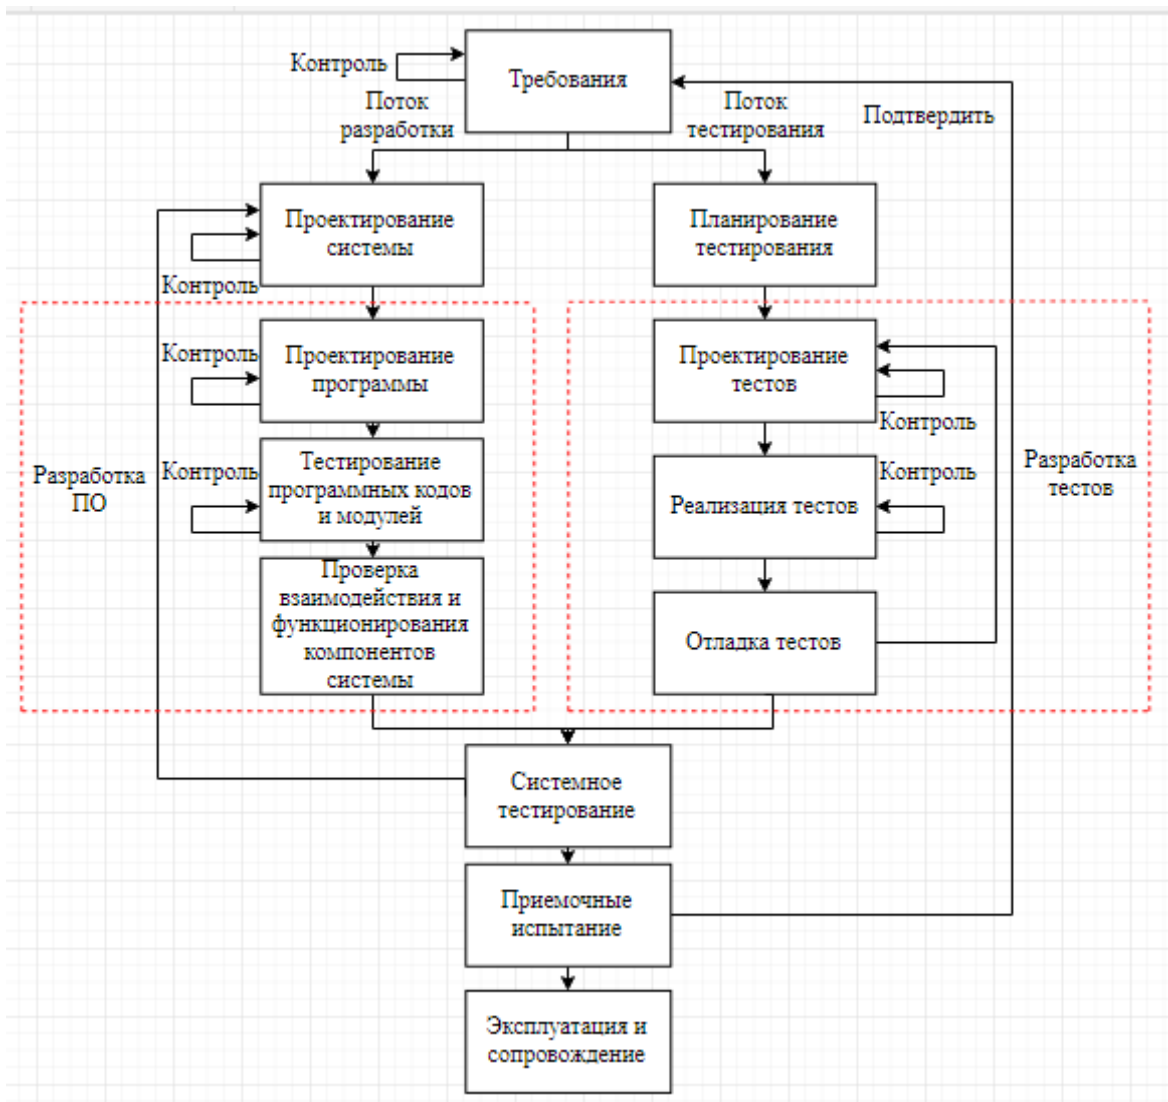 Контроль
Требования
Поток
разработки
Поток
тестирования
Подтвердить
Проектирование
системы
Контроль
Планирование
тестирования
Разработка
ПО
Контроль
Проектирование
программы
Контроль
Тестирование
программных кодов
и модулей
Проверка
взаимодействия и
функционирования
компонентов
системы
Проектирование
тестов
Контроль
Контроль
Реализация тестов
Отладка тестов
Разработка
тестов
Системное
тестирование
Приемочные
испытание
Эксплуатация и
сопровождение